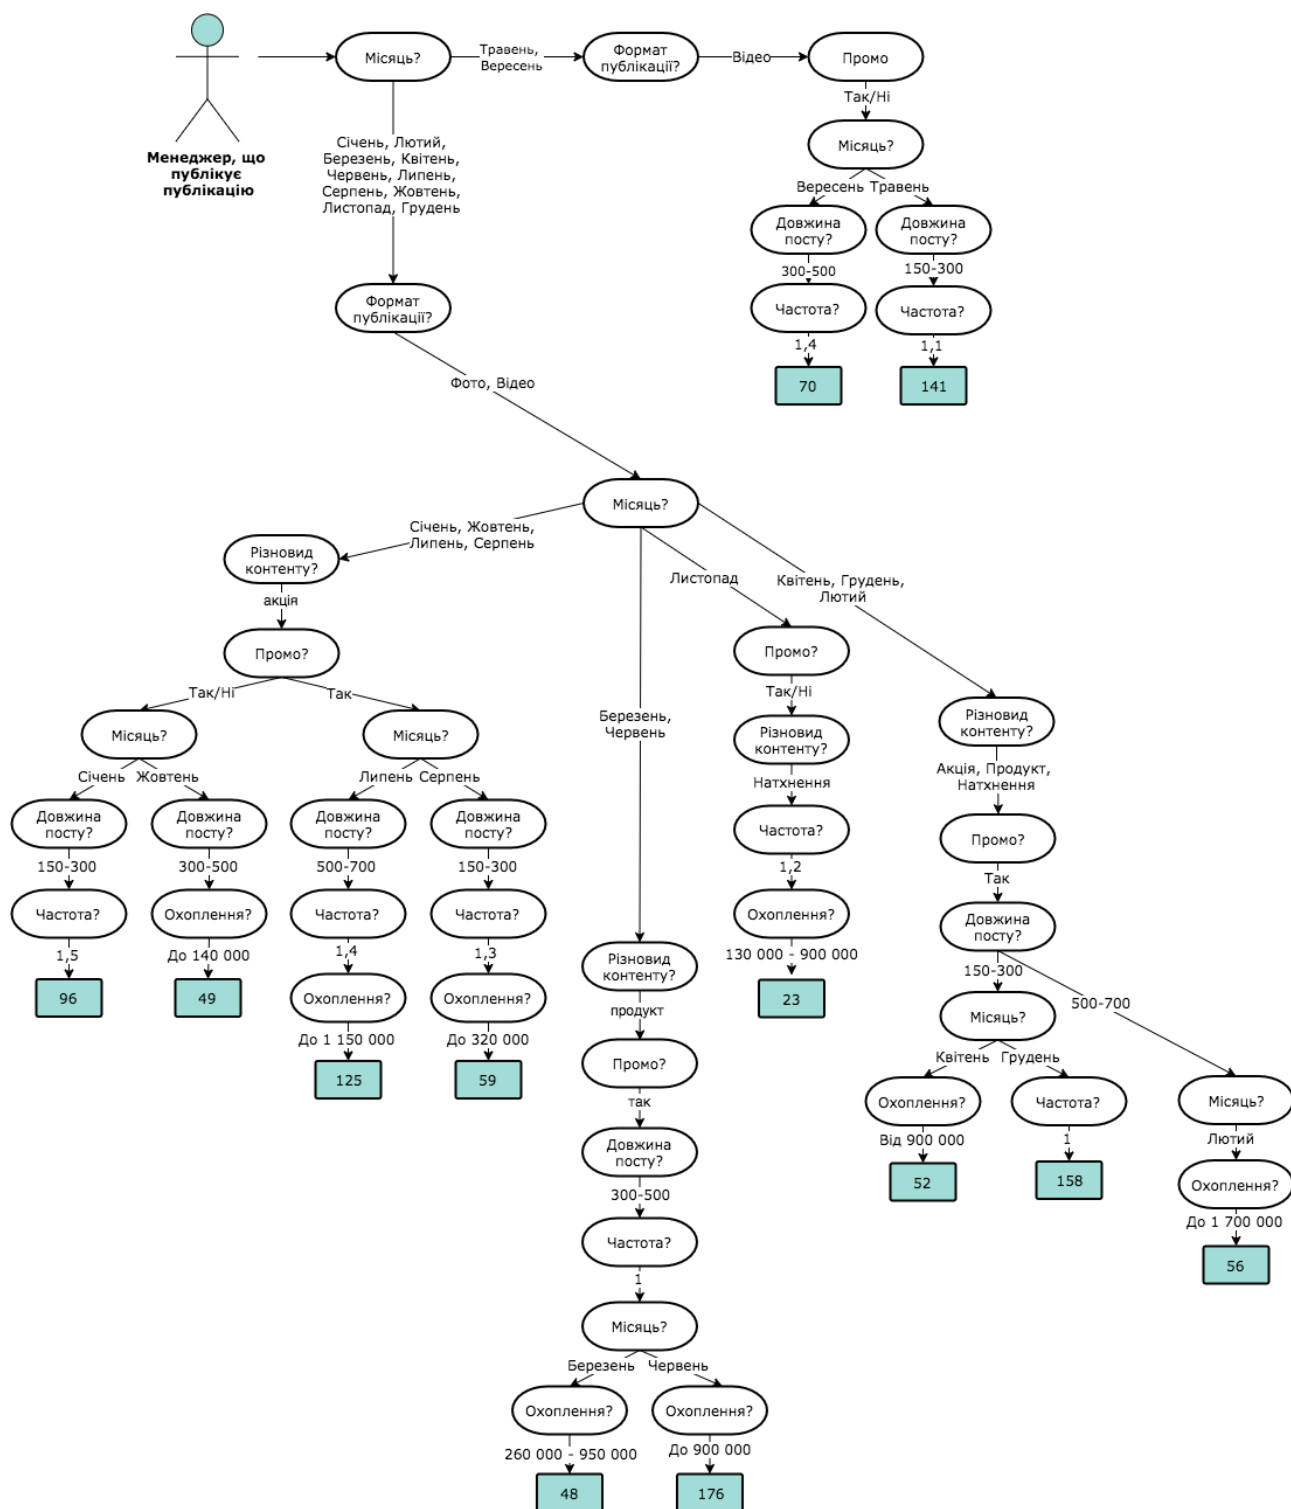 Менеджер, що
публікує
публікацію
Місяць?
Травень,
Вересень
Формат
публікації?
Відео
Промо
Так/Ні
Місяць?
Вересень
Травень
Довжина
посту?
Довжина
посту?
300-500
150-300
Частота?
Частота?
1,4
1,1
70
141
Січень, Лютий,
Березень, Квітень,
Червень, Липень,
Серпень, Жовтень,
Листопад, Грудень
Формат
публікації?
Фото, Відео
Місяць?
Січень, Жовтень,
Липень, Серпень
Різновид
контенту?
акція
Промо?
Так/Ні
Так
Місяць?
Місяць?
Січень
Жовтень
Липень
Серпень
Довжина
посту?
Довжина
посту?
Довжина
посту?
Довжина
посту?
150-300
300-500
500-700
150-300
Частота?
Охоплення?
Частота?
Частота?
1,5
До 140 000
1,4
1,3
96
49
Охоплення?
Охоплення?
До 1 150 000
До 320 000
125
59
Березень,
Червень
Різновид
контенту?
продукт
Промо?
так
Довжина
посту?
300-500
Частота?
1
Місяць?
Березень
Червень
Охоплення?
Охоплення?
260 000 - 950 000
До 900 000
48
176
Листопад
Промо?
Так/Ні
Різновид
контенту?
Натхнення
Частота?
1,2
Охоплення?
130 000 - 900 000
23
Квітень, Грудень,
Лютий
Різновид
контенту?
Акція, Продукт,
Натхнення
Промо?
Так
Довжина
посту?
150-300
500-700
Місяць?
Квітень
Грудень
Охоплення?
Частота?
Місяць?
Від 900 000
1
Лютий
52
158
Охоплення?
До 1 700 000
56